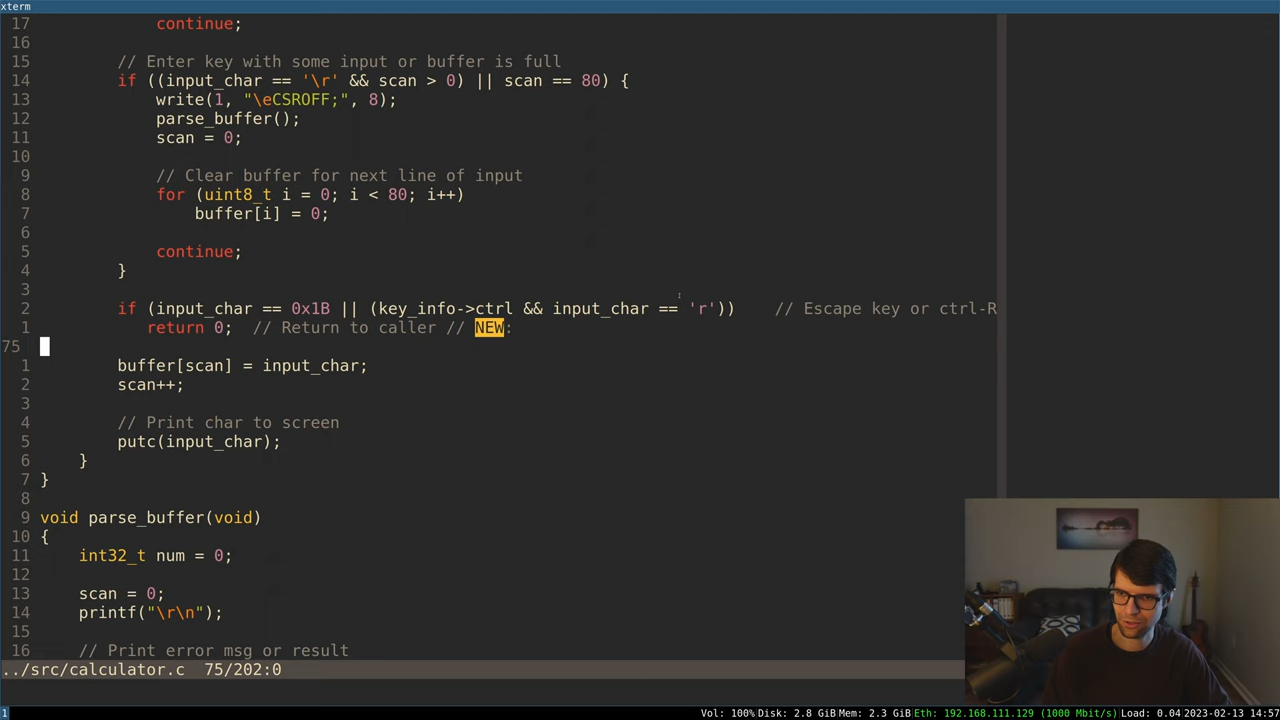 xterm
17 continue;
16
15 // Enter key with some input or buffer is full
14 if ((input_char == '\r' && scan > 0) || scan == 80) {
13 write(1, "\eCSROFF;", 8);
12 parse_buffer();
11 scan = 0;
10
9 // Clear buffer for next line of input
8 for (uint8_t i = 0; i < 80; i++)
7 buffer[i] = 0;
6
5 continue;
4 }
3
2 if (input_char == 0x1B || (key_info->ctrl && input_char == 'r')) // Escape key or ctrl-R
1 return 0; // Return to caller // NEW:
75
1 buffer[scan] = input_char;
2 scan++;
3
4 // Print char to screen
5 putc(input_char);
6 }
7 }
8
9 void parse_buffer(void)
10 {
11 int32_t num = 0;
12
13 scan = 0;
14 printf("\r\n");
15
16 // Print error msg or result
../src/calculator.c 75/202:0
1 Vol: 100% Disk: 2.8 GiB Mem: 2.3 GiB Eth: 192.168.111.129 (1000 Mbit/s) Load: 0.04 2023-02-13 14:57